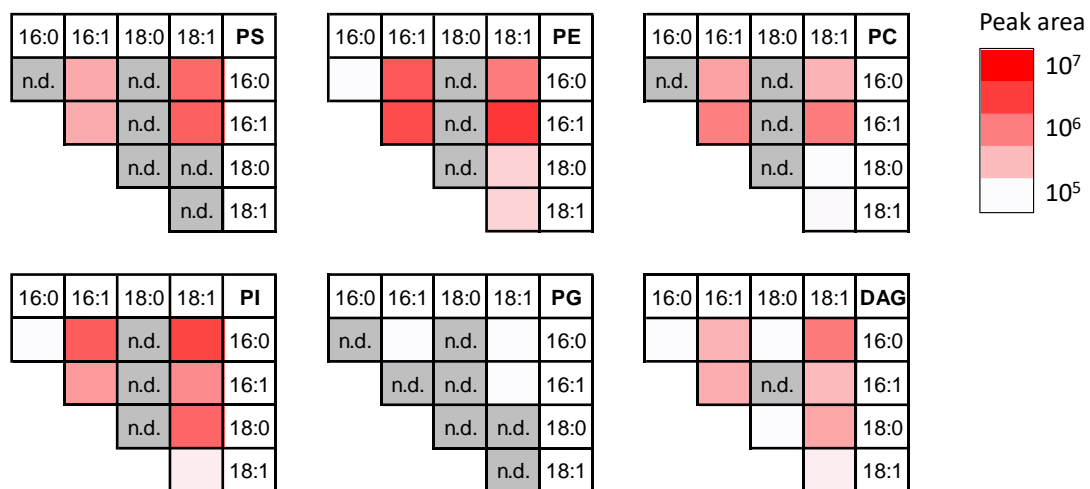 Peak area
16:0 16:1 18:0 18:1 PS
n.d. n.d. 16:0
n.d. 16:1
n.d. n.d. 18:0
n.d. 18:1
16:0 16:1 18:0 18:1 PE
n.d. 16:0
n.d. 16:1
n.d. 18:0
18:1
16:0 16:1 18:0 18:1 PC
n.d. n.d. 16:0
n.d. 16:1
n.d. 18:0
18:1
10⁷
10⁶
10⁵
16:0 16:1 18:0 18:1 PI
n.d. 16:0
n.d. 16:1
n.d. 18:0
18:1
16:0 16:1 18:0 18:1 PG
n.d. n.d. 16:0
n.d. n.d. 16:1
n.d. n.d. 18:0
n.d. 18:1
16:0 16:1 18:0 18:1 DAG
16:0
n.d. 16:1
18:0
18:1